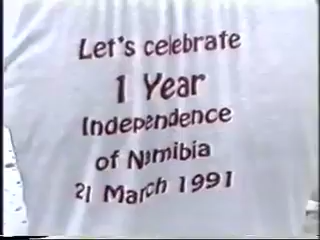 Let's celebrate
1 Year
Independence
of Namibia
21 March 1991